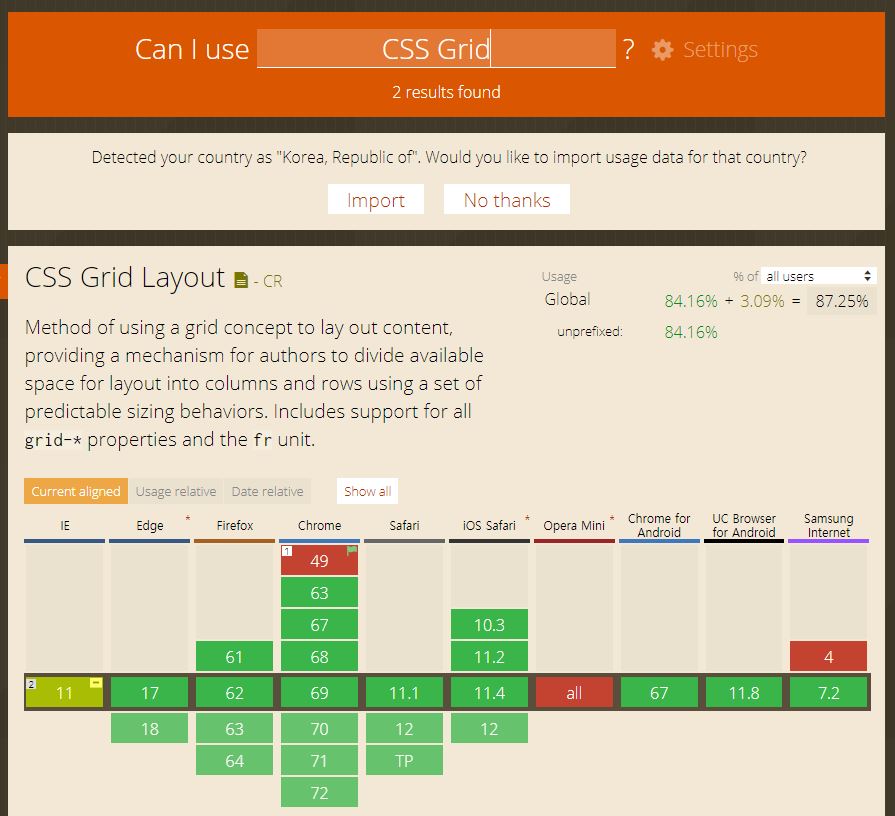 Can I use CSS Grid ? Settings
2 results found
Detected your country as "Korea, Republic of". Would you like to import usage data for that country?
Import No thanks
CSS Grid Layout - CR
Usage % of all users
Global 84.16% + 3.09% = 87.25%
unprefixed: 84.16%
Method of using a grid concept to lay out content,
providing a mechanism for authors to divide available
space for layout into columns and rows using a set of
predictable sizing behaviors. Includes support for all
grid-* properties and the fr unit.
Current aligned Usage relative Date relative Show all
IE Edge * Firefox Chrome Safari iOS Safari * Opera Mini * Chrome for Android UC Browser for Android Samsung Internet
1 49
63
67 10.3
61 68 11.2 4
2 11 17 62 69 11.1 11.4 all 67 11.8 7.2
18 63 70 12 12
64 71 TP
72